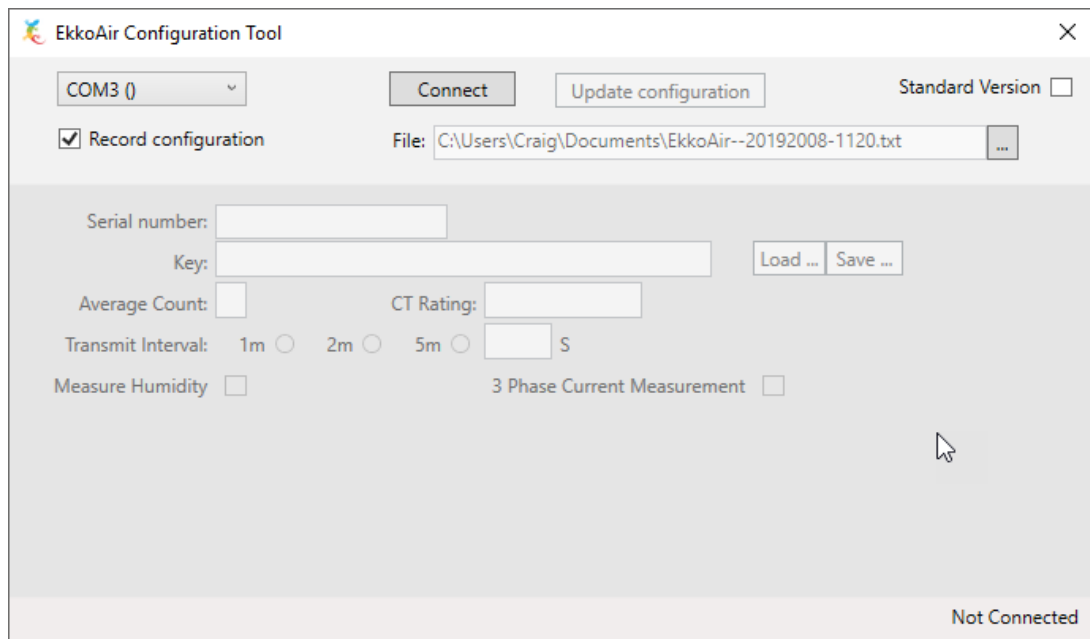 EkkoAir Configuration Tool
COM3 () Connect Update configuration Standard Version
Record configuration File: C:\Users\Craig\Documents\EkkoAir--20192008-1120.txt ...
Serial number:
Key: Load ... Save ...
Average Count: CT Rating:
Transmit Interval: 1m 2m 5m S
Measure Humidity 3 Phase Current Measurement
Not Connected